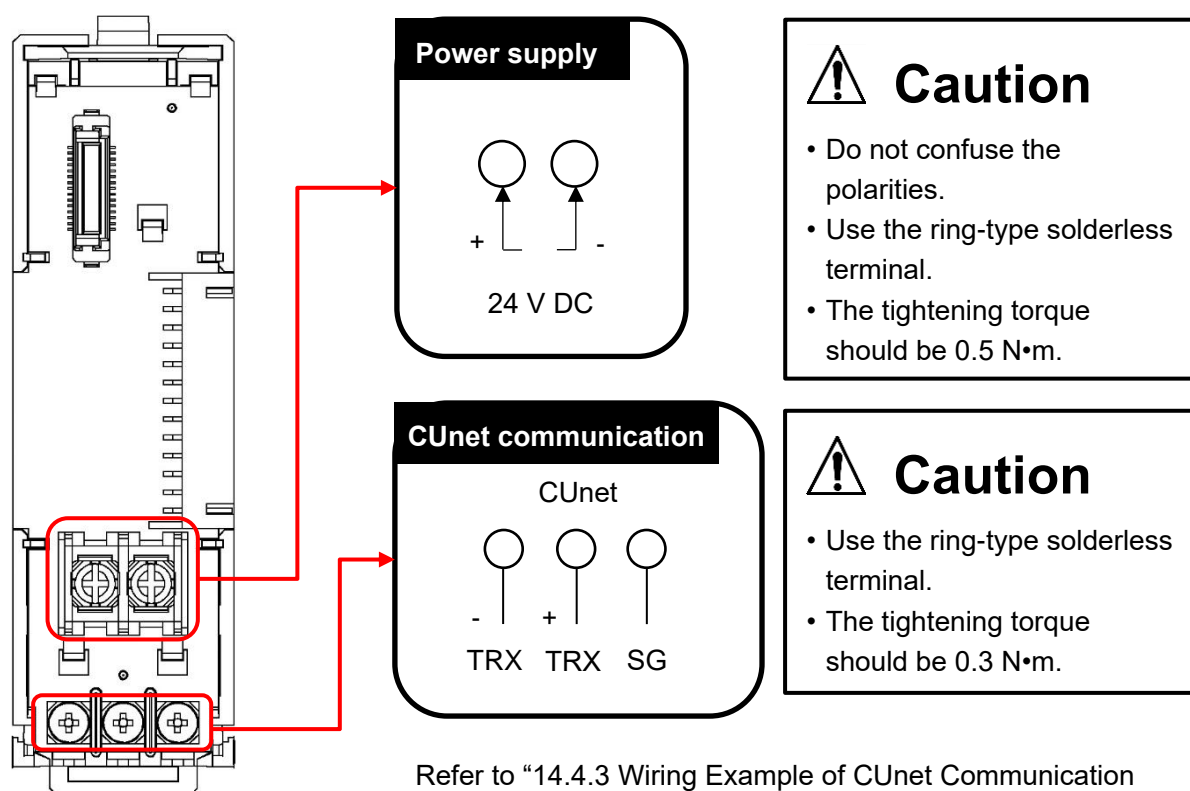 Power supply
+ -
24 V DC
Caution
• Do not confuse the
polarities.
• Use the ring-type solderless
terminal.
• The tightening torque
should be 0.5 N•m.
CUnet communication
CUnet
- +
TRX TRX SG
Caution
• Use the ring-type solderless
terminal.
• The tightening torque
should be 0.3 N•m.
Refer to “14.4.3 Wiring Example of CUnet Communication